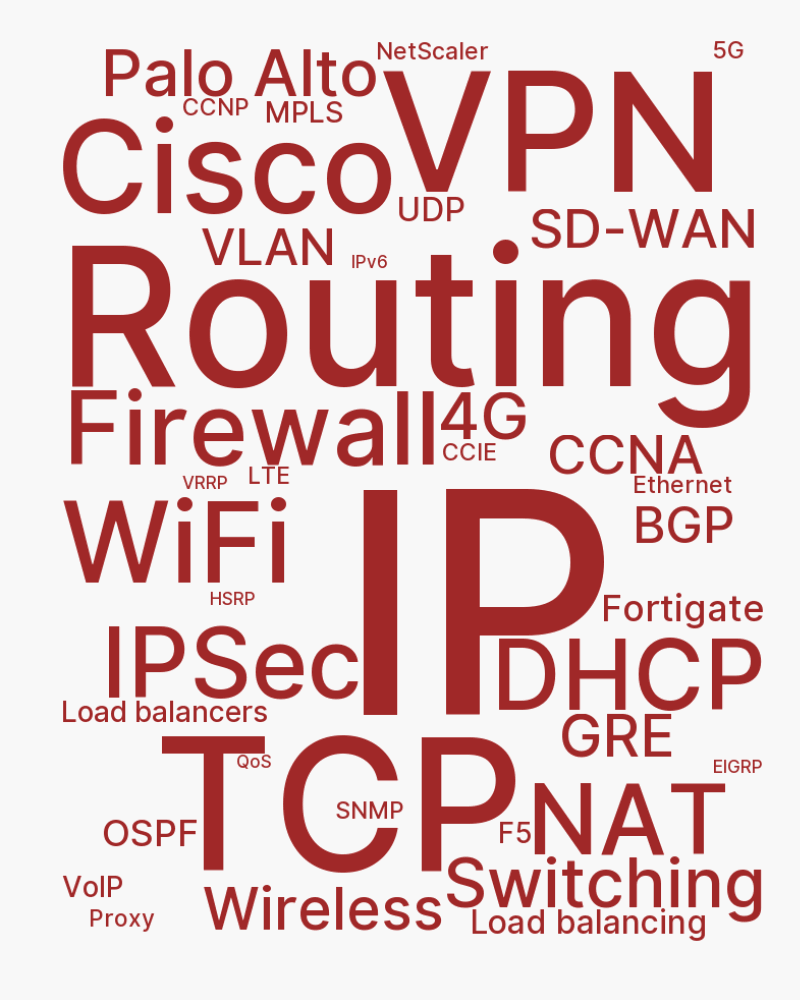 NetScaler
5G
Palo Alto
VPN
CCNP
MPLS
Cisco
UDP
SD-WAN
VLAN
IPv6
Routing
Firewall
4G
CCIE
CCNA
LTE
VRRP
Ethernet
WiFi
IP
BGP
HSRP
Fortigate
IPSec
DHCP
Load balancers
GRE
TCP
QoS
EIGRP
SNMP
NAT
OSPF
F5
VoIP
Switching
Wireless
Proxy
Load balancing